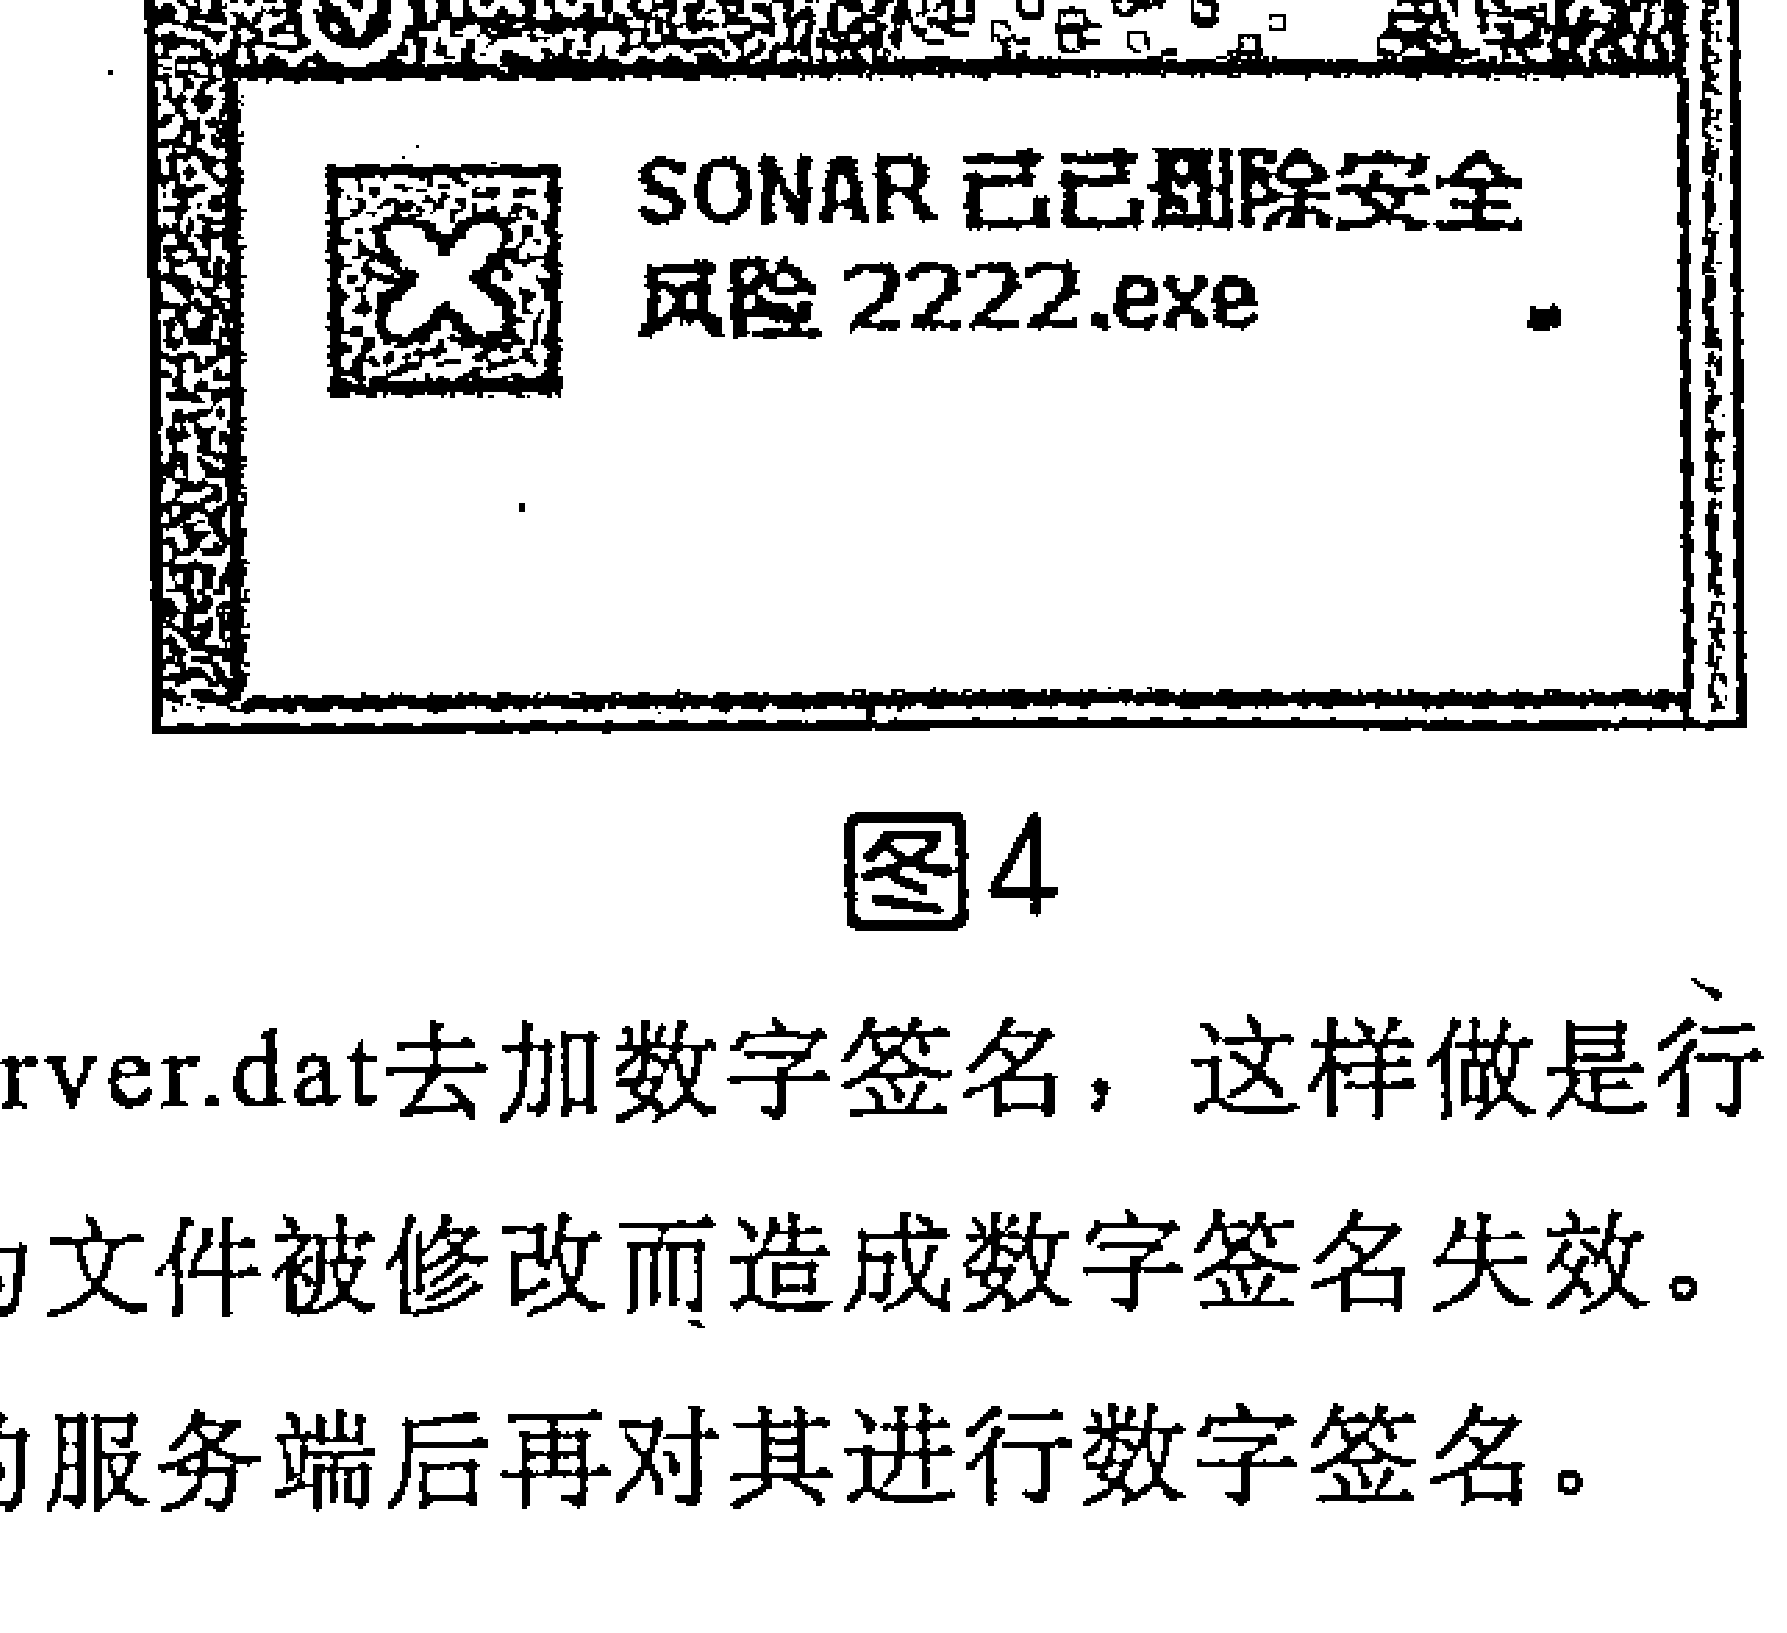 SONAR 已已删除安全
风险 2222.exe
图4
rver.dat去加数字签名，这样做是行
为文件被修改而造成数字签名失效。
的服务端后再对其进行数字签名。